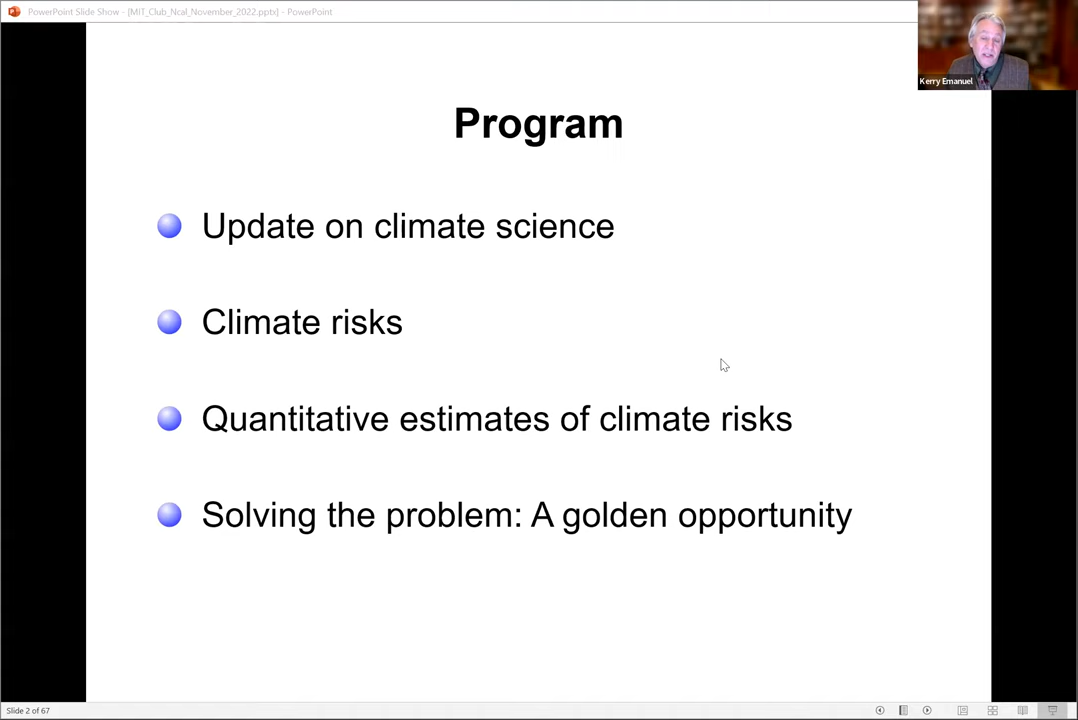 PowerPoint Slide Show - [MIT_Club_Ncal_November_2022.pptx] - PowerPoint
Kerry Emanuel
Program
Update on climate science
Climate risks
Quantitative estimates of climate risks
Solving the problem: A golden opportunity
Slide 2 of 67